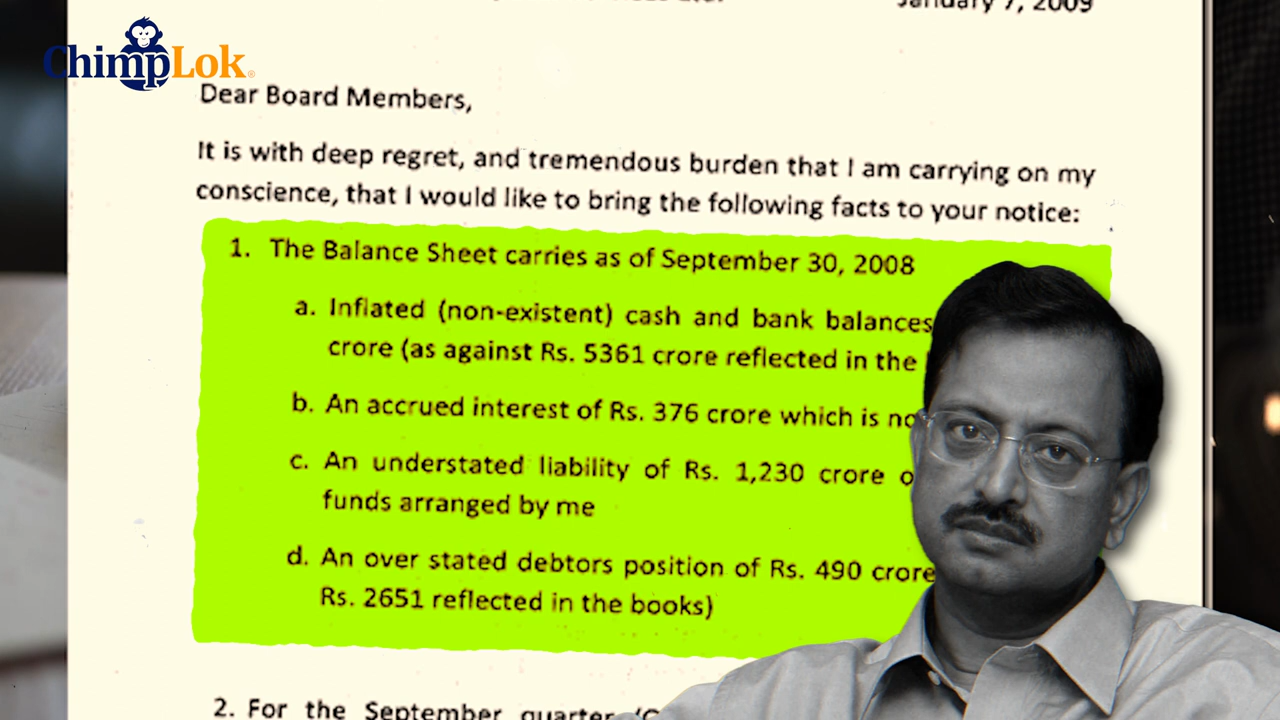 January 7, 2009
ChimpLok®
Dear Board Members,
It is with deep regret, and tremendous burden that I am carrying on my
conscience, that I would like to bring the following facts to your notice:
1. The Balance Sheet carries as of September 30, 2008
a. Inflated (non-existent) cash and bank balances
crore (as against Rs. 5361 crore reflected in the
b. An accrued interest of Rs. 376 crore which is
c. An understated liability of Rs. 1,230 crore
funds arranged by me
d. An over stated debtors position of Rs. 490 crore
Rs. 2651 reflected in the books)
2. For the September quarter